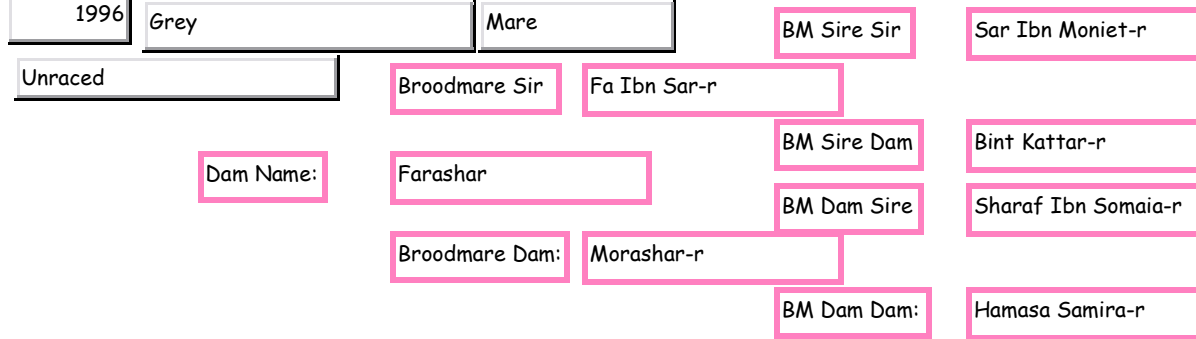 1996 Grey Mare BM Sire Sir Sar Ibn Moniet-r
Unraced Broodmare Sir Fa Ibn Sar-r
BM Sire Dam Bint Kattar-r
Dam Name: Farashar
BM Dam Sire Sharaf Ibn Somaia-r
Broodmare Dam: Morashar-r
BM Dam Dam: Hamasa Samira-r